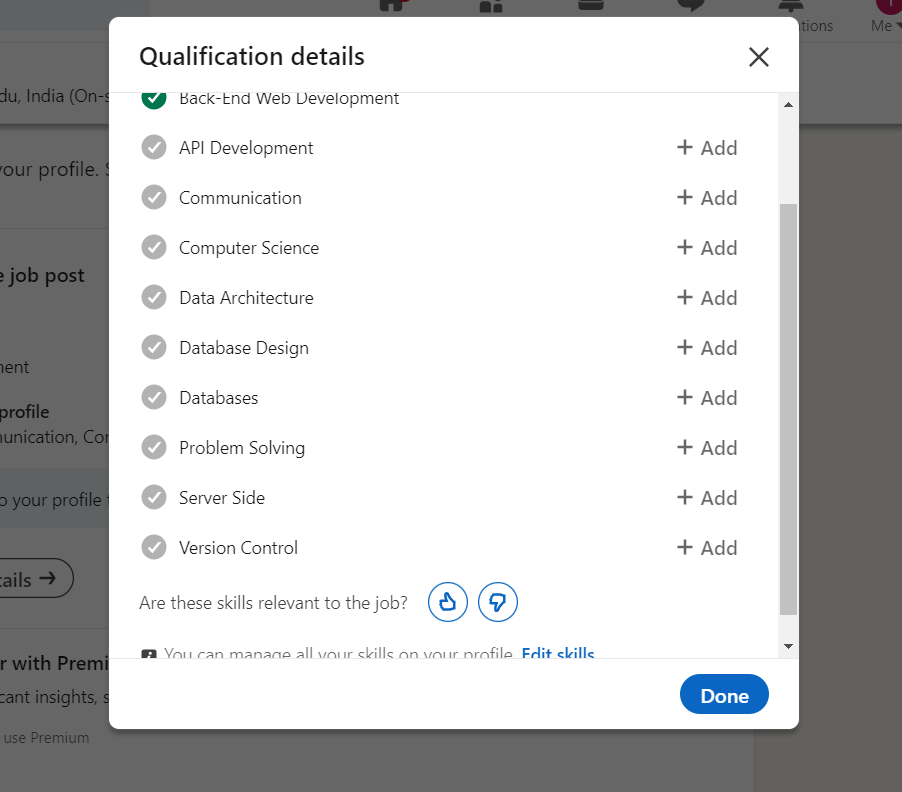 tions
Me
Qualification details
du, India (On-s
Back-End Web Development
API Development
+ Add
your profile. S
Communication
+ Add
Computer Science
+ Add
e job post
Data Architecture
+ Add
Database Design
+ Add
nent
Databases
+ Add
profile
nunication, Cor
Problem Solving
+ Add
o your profile
Server Side
+ Add
Version Control
+ Add
tails →
Are these skills relevant to the job?
You can manage all your skills on your profile. Edit skills
r with Premi
cant insights, s
Done
use Premium